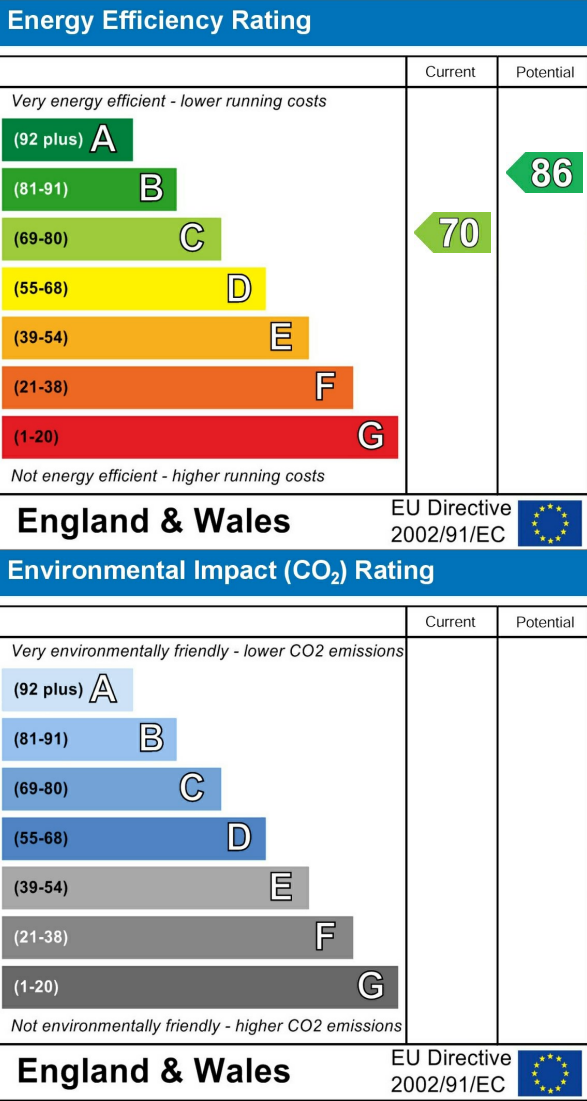 Energy Efficiency Rating
Current Potential
Very energy efficient - lower running costs
(92 plus) A
(81-91) B
86
(69-80) C
70
(55-68) D
(39-54) E
(21-38) F
(1-20) G
Not energy efficient - higher running costs
England & Wales
EU Directive
2002/91/EC
Environmental Impact (CO₂) Rating
Current Potential
Very environmentally friendly - lower CO2 emissions
(92 plus) A
(81-91) B
(69-80) C
(55-68) D
(39-54) E
(21-38) F
(1-20) G
Not environmentally friendly - higher CO2 emissions
England & Wales
EU Directive
2002/91/EC